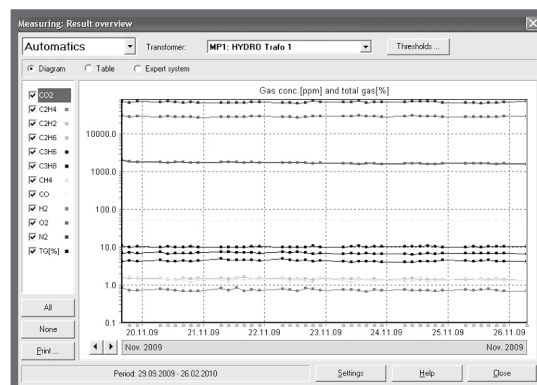 Measuring: Result overview
Automatics
Transformer:
MP1: HYDRO Trafo 1
Thresholds ...
Diagram
Table
Expert system
Gas conc.[ppm] and total gas[%]
CO2
C2H4
C2H2
C2H6
C3H6
C3H8
CH4
CO
H2
O2
N2
TG[%]
10000.0
1000.0
100.0
10.0
1.0
0.1
20.11.09 21.11.09 22.11.09 23.11.09 24.11.09 25.11.09 26.11.09
All
None
Print ...
Nov. 2009
Nov. 2009
Period: 29.09.2009 - 26.02.2010
Settings
Help
Close